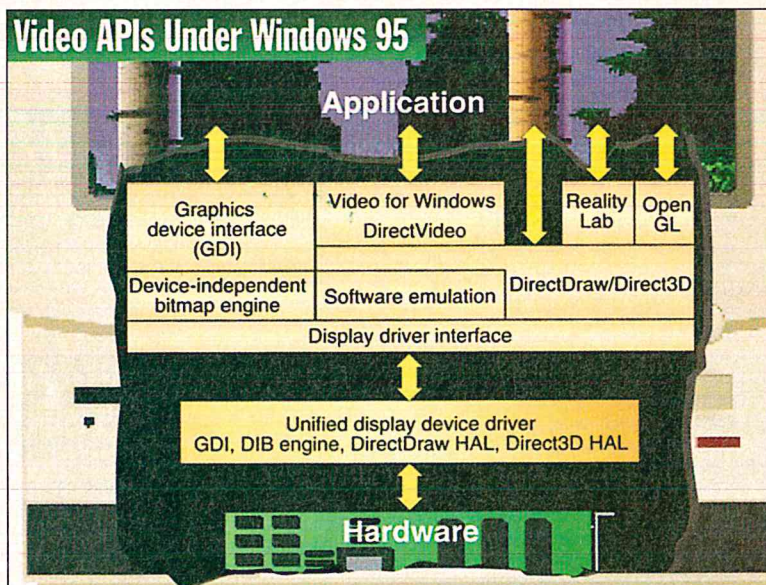 Video APIs Under Windows 95
Application
Graphics
device interface
(GDI)
Video for Windows
DirectVideo
Reality
Lab
Open
GL
Device-independent
bitmap engine
Software emulation
DirectDraw/Direct3D
Display driver interface
Unified display device driver
GDI, DIB engine, DirectDraw HAL, Direct3D HAL
Hardware